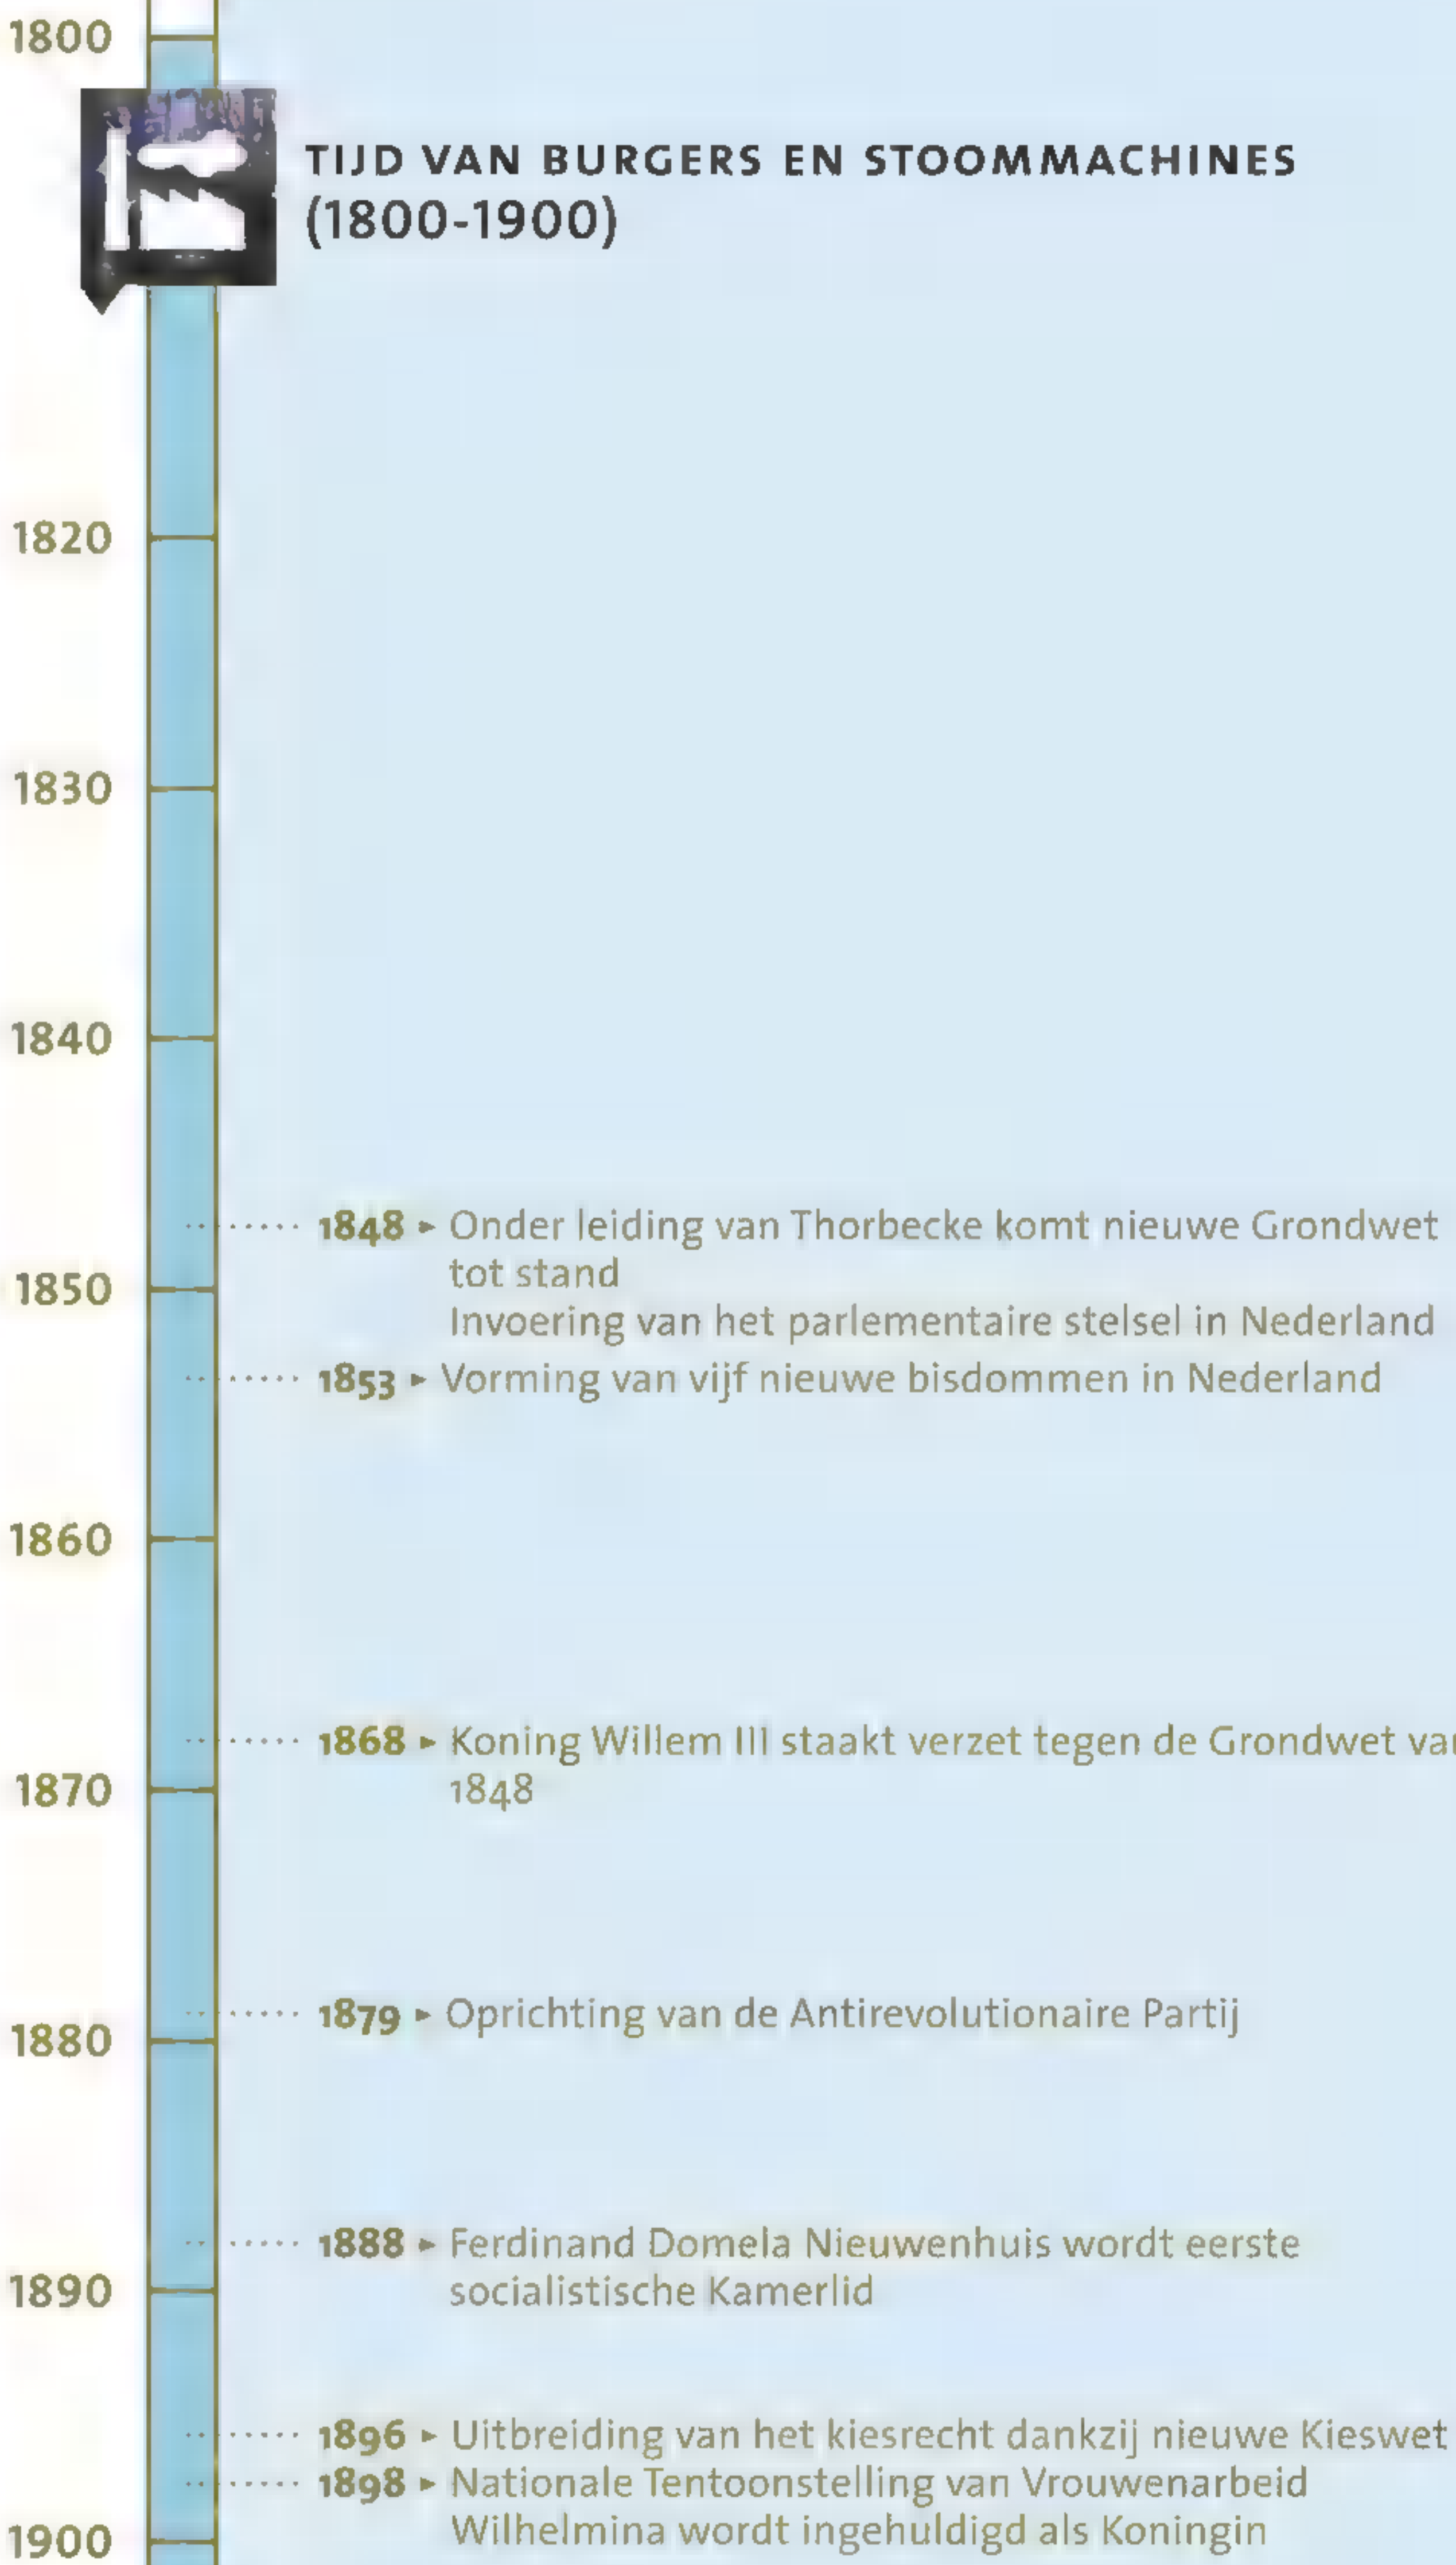 1800
TIJD VAN BURGERS EN STOOMMACHINES
(1800-1900)
1820
1830
1840
1848 ► Onder leiding van Thorbecke komt nieuwe Grondwet
tot stand
1850
Invoering van het parlementaire stelsel in Nederland
1853 ► Vorming van vijf nieuwe bisdommen in Nederland
1860
1868 ► Koning Willem III staakt verzet tegen de Grondwet
1870
1848
1879 ► Oprichting van de Antirevolutionaire Partij
1880
1888 ► Ferdinand Domela Nieuwenhuis wordt eerste
1890
socialistische Kamerlid
1896 ► Uitbreiding van het kiesrecht dankzij nieuwe Kieswet
1898 ► Nationale Tentoonstelling van Vrouwenarbeid
Wilhelmina wordt ingehuldigd als Koningin
1900